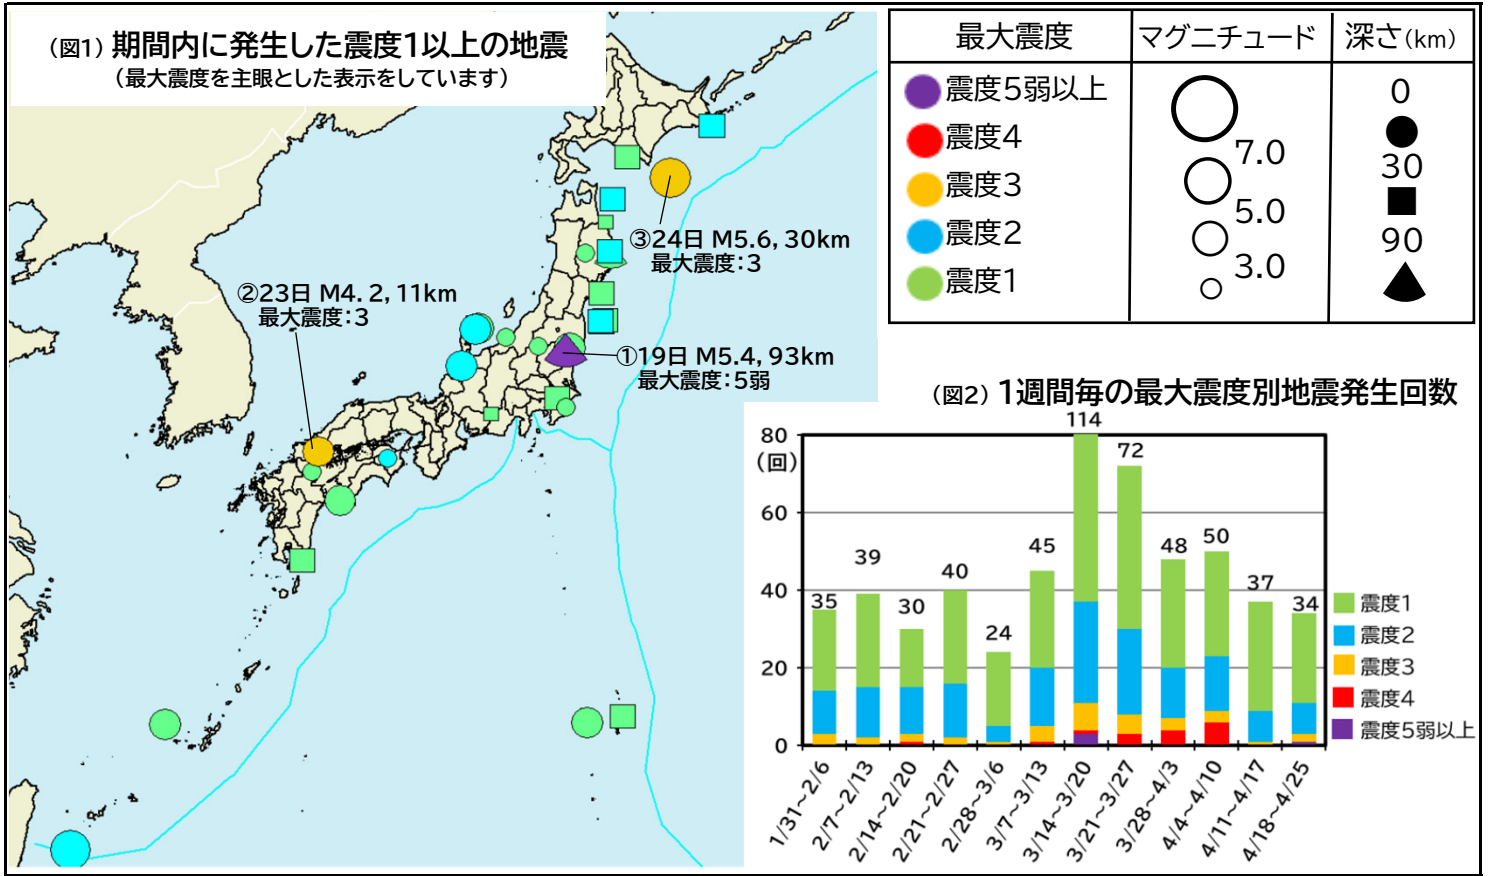 (図1) 期間内に発生した震度1以上の地震
(最大震度を主眼とした表示をしています)
③24日 M5.6, 30km
最大震度:3
②23日 M4. 2, 11km
最大震度:3
①19日 M5.4, 93km
最大震度:5弱
最大震度 マグニチュード 深さ(km)
震度5弱以上
震度4
震度3
震度2
震度1
7.0
5.0
3.0
0
30
90
(図2) 1週間毎の最大震度別地震発生回数
(回)
80
60
40
20
0
35
39
30
40
24
45
114
72
48
50
37
34
1/31~2/6
2/7~2/13
2/14~2/20
2/21~2/27
2/28~3/6
3/7~3/13
3/14~3/20
3/21~3/27
3/28~4/3
4/4~4/10
4/11~4/17
4/18~4/25
震度1
震度2
震度3
震度4
震度5弱以上